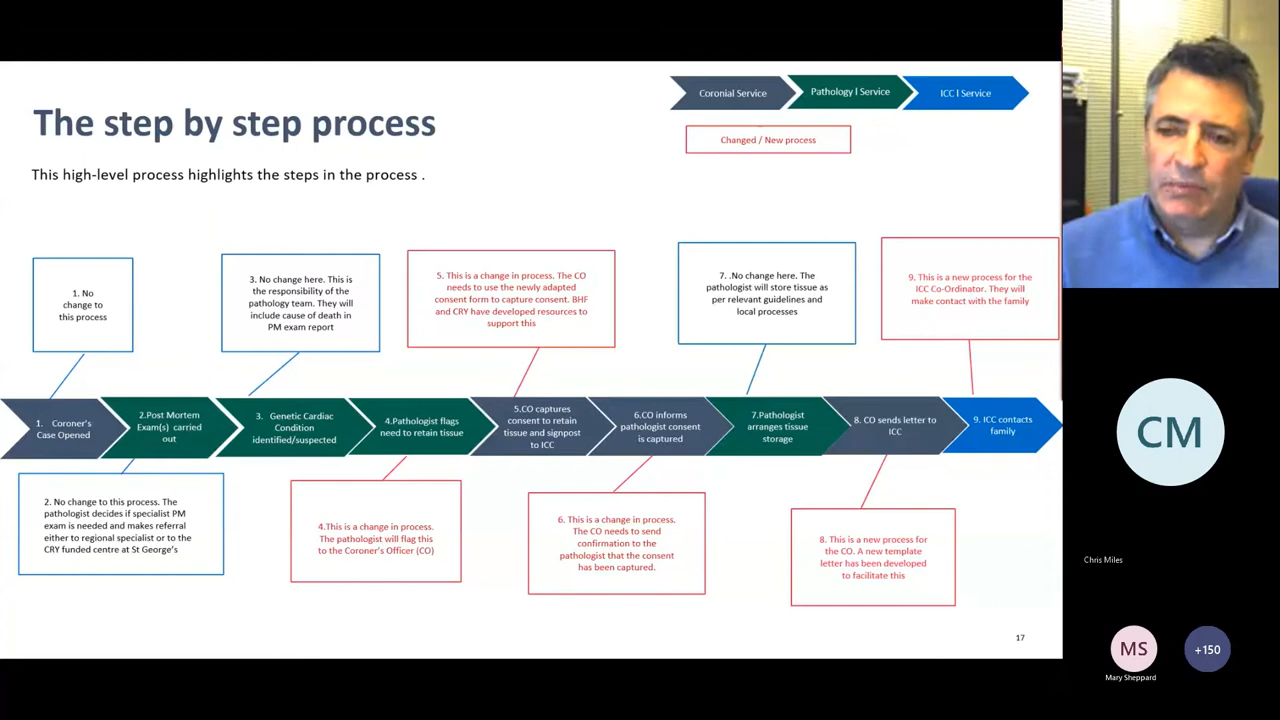 The step by step process
This high-level process highlights the steps in the process .
Coronial Service
Pathology l Service
ICC l Service
Changed / New process
1. No
change to
this process
3. No change here. This is
the responsibility of the
pathology team. They will
include cause of death in
PM exam report
5. This is a change in process. The CO
needs to use the newly adapted
consent form to capture consent. BHF
and CRY have developed resources to
support this
7. .No change here. The
pathologist will store tissue as
per relevant guidelines and
local processes
9. This is a new process for the
ICC Co-Ordinator. They will
make contact with the family
1. Coroner's
Case Opened
2.Post Mortem
Exam(s) carried
out
3. Genetic Cardiac
Condition
identified/suspected
4.Pathologist flags
need to retain tissue
5.CO captures
consent to retain
tissue and signpost
to ICC
6.CO informs
pathologist consent
is captured
7.Pathologist
arranges tissue
storage
8. CO sends letter to
ICC
9. ICC contacts
family
2. No change to this process. The
pathologist decides if specialist PM
exam is needed and makes referral
either to regional specialist or to the
CRY funded centre at St George's
4.This is a change in process.
The pathologist will flag this
to the Coroner's Officer (CO)
6. This is a change in process.
The CO needs to send
confirmation to the
pathologist that the consent
has been captured.
8. This is a new process for
the CO. A new template
letter has been developed
to facilitate this
17
CM
Chris Miles
MS
Mary Sheppard
+150